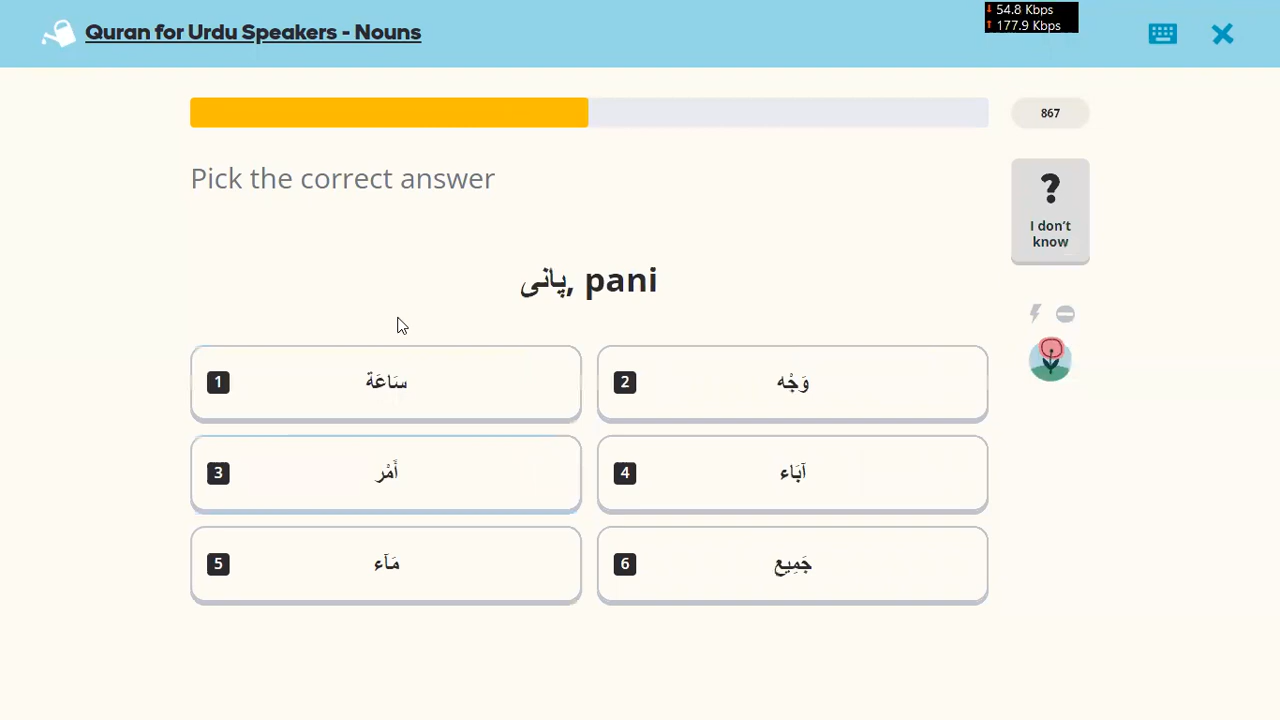 Quran for Urdu Speakers - Nouns
54.8 Kbps
177.9 Kbps
867
Pick the correct answer
?
I don't
know
پانی, pani
1 سَاعَة
2 وَجْه
3 أَمْر
4 آبَاء
5 مَآء
6 جَمِيع